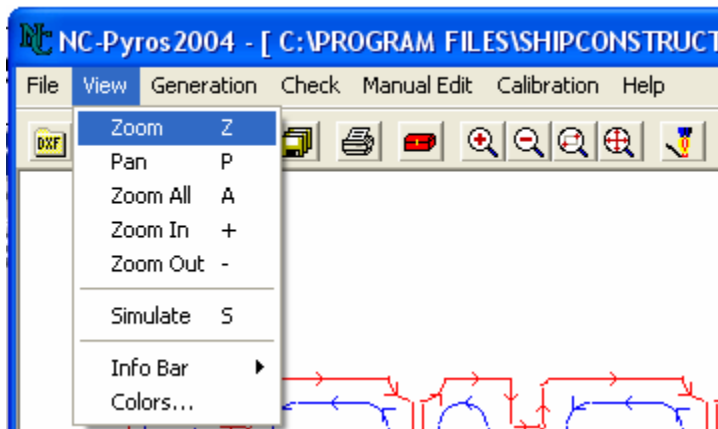 NC NC-Pyros2004 - [ C:\PROGRAM FILES\SHIPCONSTRUCT
File View Generation Check Manual Edit Calibration Help
DXF
Zoom Z
Pan P
Zoom All A
Zoom In +
Zoom Out -
Simulate S
Info Bar
Colors...